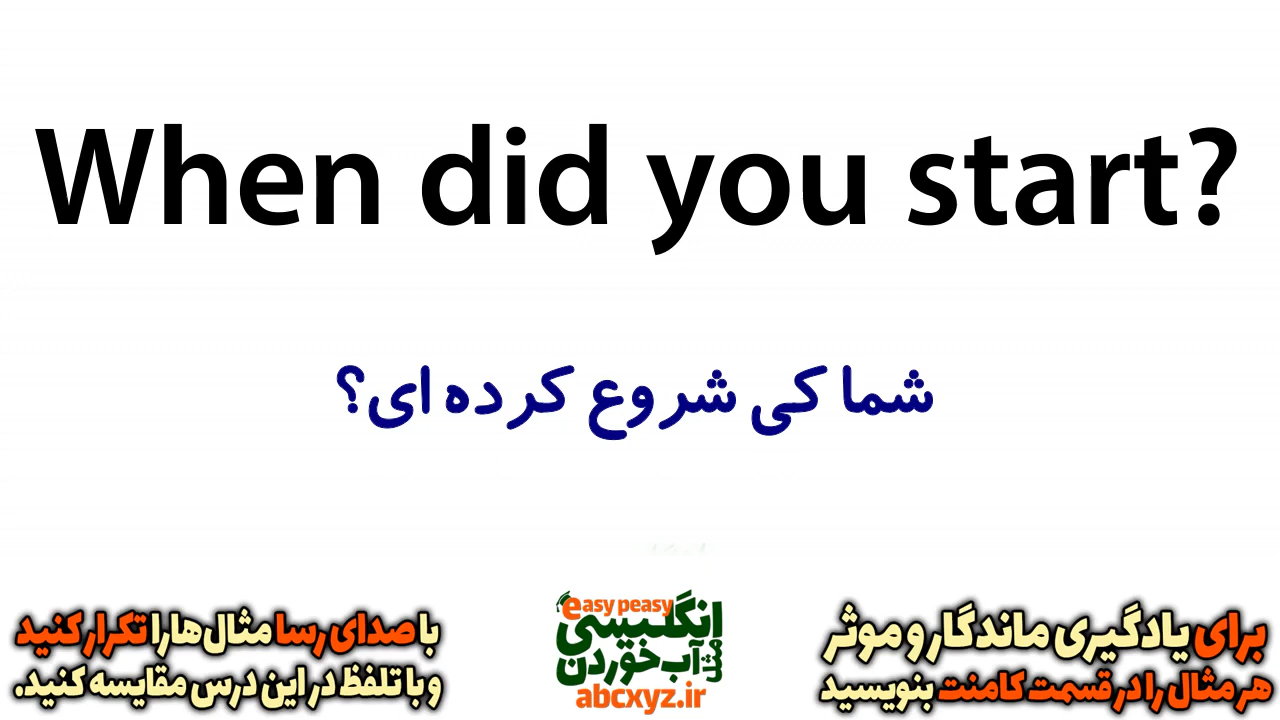 When did you start?
شما کی شروع کرده ای؟
با صدای رسا مثال‌ها را تکرار کنید
و با تلفظ در این درس مقایسه کنید.
easy peasy
انگلیسی
مثل
آب خوردن
abcxyz.ir
برای یادگیری ماندگار و موثر
هر مثال را در قسمت کامنت بنویسید